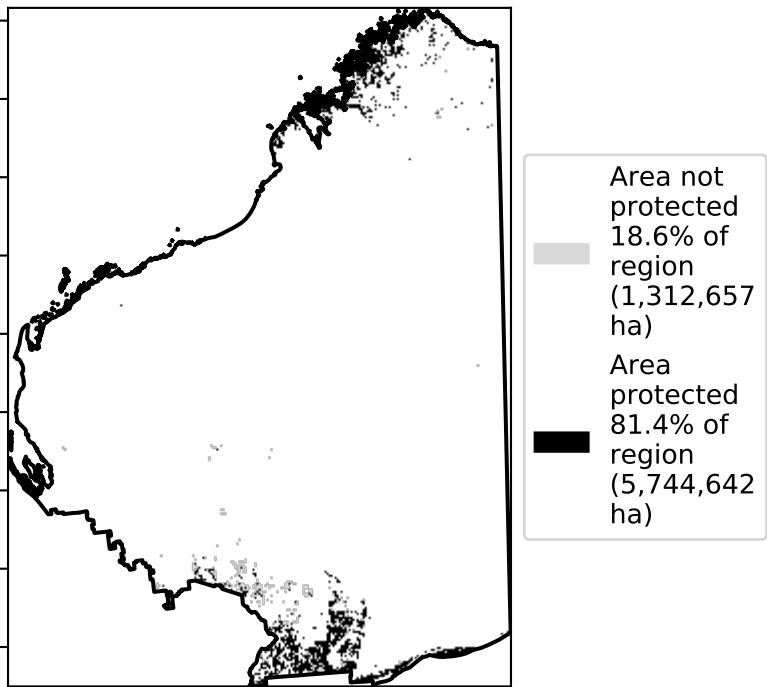 Area not
protected
18.6% of
region
(1,312,657
ha)
Area
protected
81.4% of
region
(5,744,642
ha)